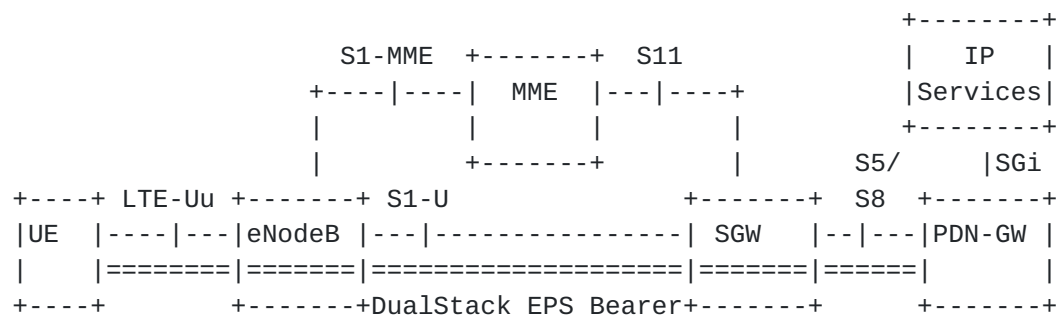 +--------+
                     S1-MME  +-------+  S11              |   IP   |
                   +----|----|  MME  |---|----+          |Services|
                   |         |       |        |          +--------+
                   |         +-------+        |       S5/     |SGi
+----+ LTE-Uu +-------+ S1-U               +-------+  S8  +-------+
|UE  |----|---|eNodeB |---|----------------| SGW   |--|---|PDN-GW |
|    |========|=======|====================|=======|======|       |
+----+        +-------+DualStack EPS Bearer+-------+      +-------+